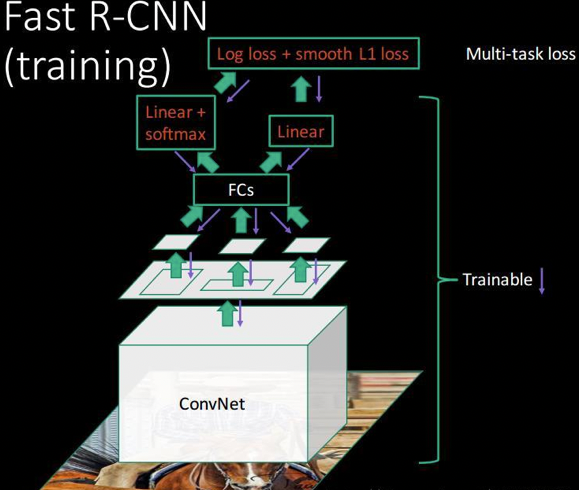 Fast R-CNN
(training)
Log loss + smooth L1 loss
Multi-task loss
Linear +
softmax
Linear
FCs
Trainable
ConvNet